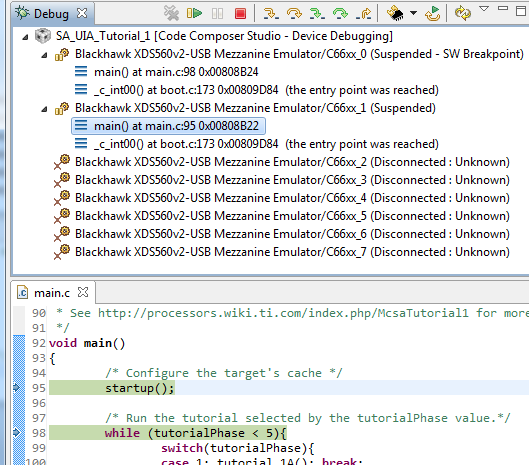 Debug
SA_UIA_Tutorial_1 [Code Composer Studio - Device Debugging]
Blackhawk XDS560v2-USB Mezzanine Emulator/C66xx_0 (Suspended - SW Breakpoint)
main() at main.c:98 0x00808B24
_c_int00() at boot.c:173 0x00809D84 (the entry point was reached)
Blackhawk XDS560v2-USB Mezzanine Emulator/C66xx_1 (Suspended)
main() at main.c:95 0x00808B22
_c_int00() at boot.c:173 0x00809D84 (the entry point was reached)
Blackhawk XDS560v2-USB Mezzanine Emulator/C66xx_2 (Disconnected : Unknown)
Blackhawk XDS560v2-USB Mezzanine Emulator/C66xx_3 (Disconnected : Unknown)
Blackhawk XDS560v2-USB Mezzanine Emulator/C66xx_4 (Disconnected : Unknown)
Blackhawk XDS560v2-USB Mezzanine Emulator/C66xx_5 (Disconnected : Unknown)
Blackhawk XDS560v2-USB Mezzanine Emulator/C66xx_6 (Disconnected : Unknown)
Blackhawk XDS560v2-USB Mezzanine Emulator/C66xx_7 (Disconnected : Unknown)
.c main.c
90 * See http://processors.wiki.ti.com/index.php/McsaTutorial1 for more
91 */
92 void main()
93 {
94 /* Configure the target's cache */
95 startup();
96
97 /* Run the tutorial selected by the tutorialPhase value.*/
98 while (tutorialPhase < 5){
99 switch(tutorialPhase){
100 case 1: tutorial_1A(); break;